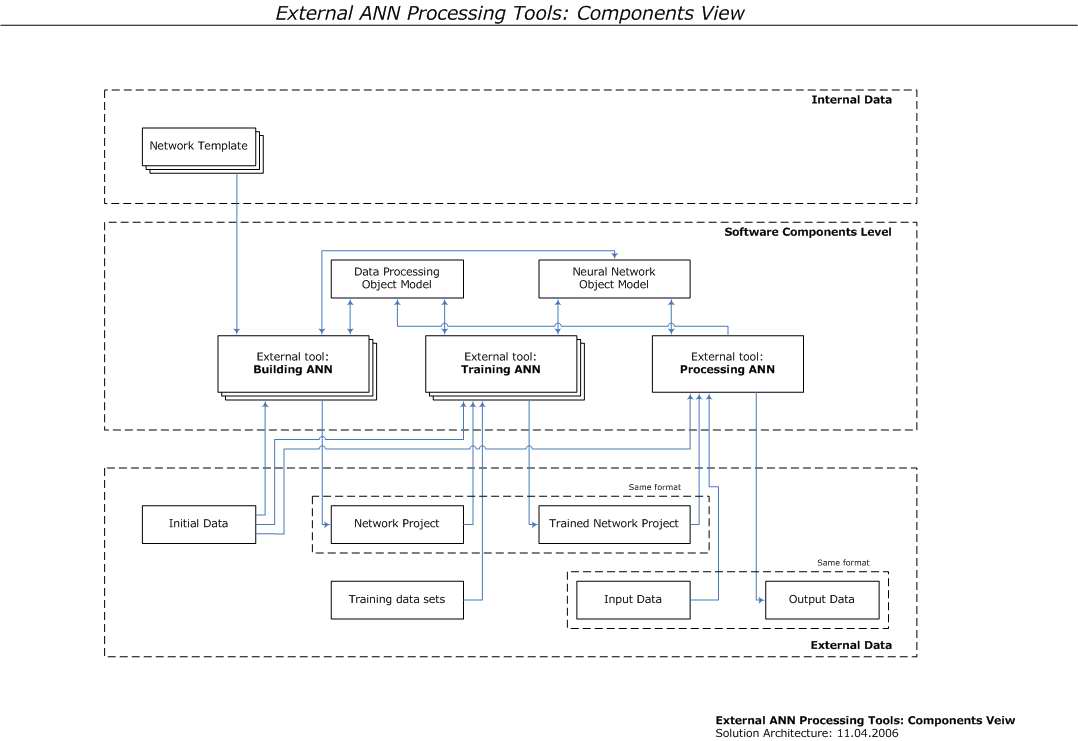 External ANN Processing Tools: Components View
Internal Data
Network Template
Software Components Level
Data Processing
Object Model
Neural Network
Object Model
External tool:
Building ANN
External tool:
Training ANN
External tool:
Processing ANN
Same format
Initial Data
Network Project
Trained Network Project
Same format
Training data sets
Input Data
Output Data
External Data
External ANN Processing Tools: Components Veiw
Solution Architecture: 11.04.2006